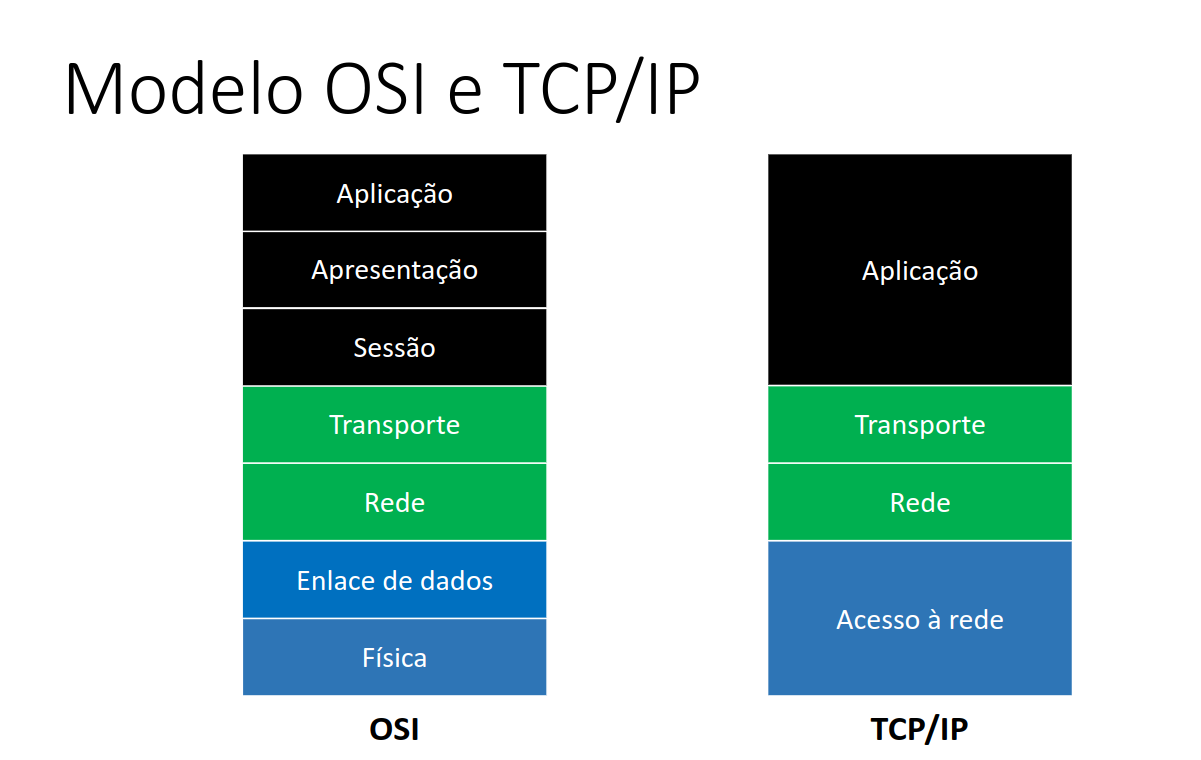 Modelo OSI e TCP/IP
Aplicação
Apresentação
Sessão
Transporte
Rede
Enlace de dados
Física
OSI
Aplicação
Transporte
Rede
Acesso à rede
TCP/IP